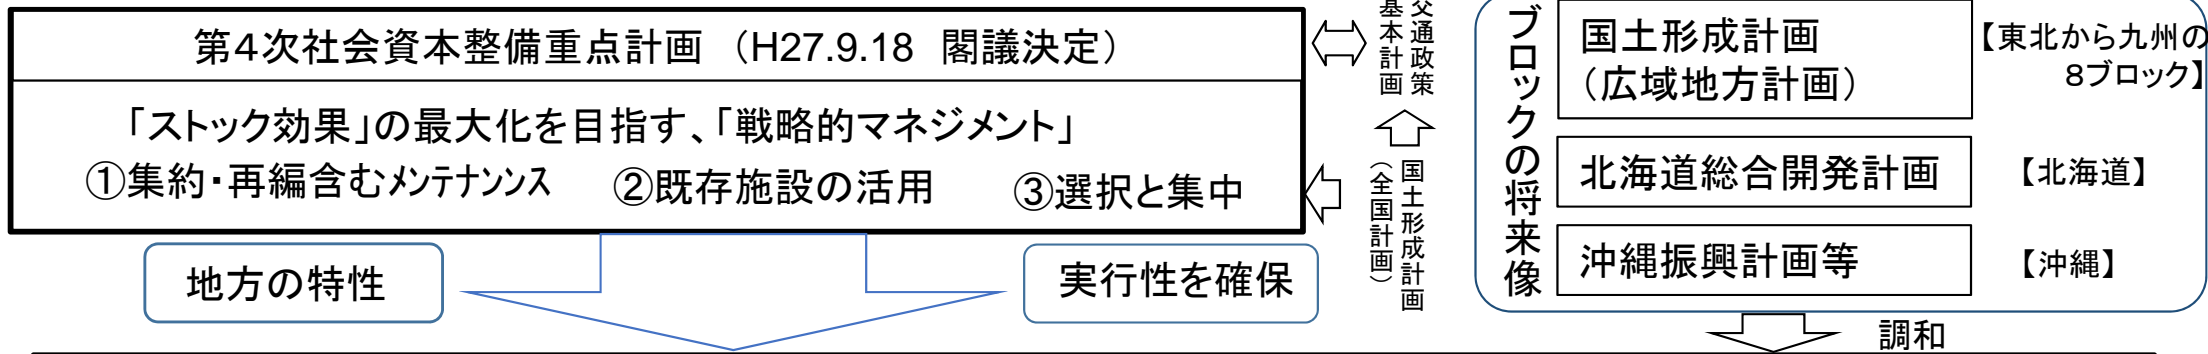 第4次社会資本整備重点計画 （H27.9.18 閣議決定）
「ストック効果」の最大化を目指す、「戦略的マネジメント」
①集約・再編含むメンテナンンス ②既存施設の活用 ③選択と集中
地方の特性
実行性を確保
交通政策
基本計画
国土形成計画
（全国計画）
ブロックの将来像
国土形成計画
（広域地方計画）
【東北から九州の
8ブロック】
北海道総合開発計画
【北海道】
沖縄振興計画等
【沖縄】
調和